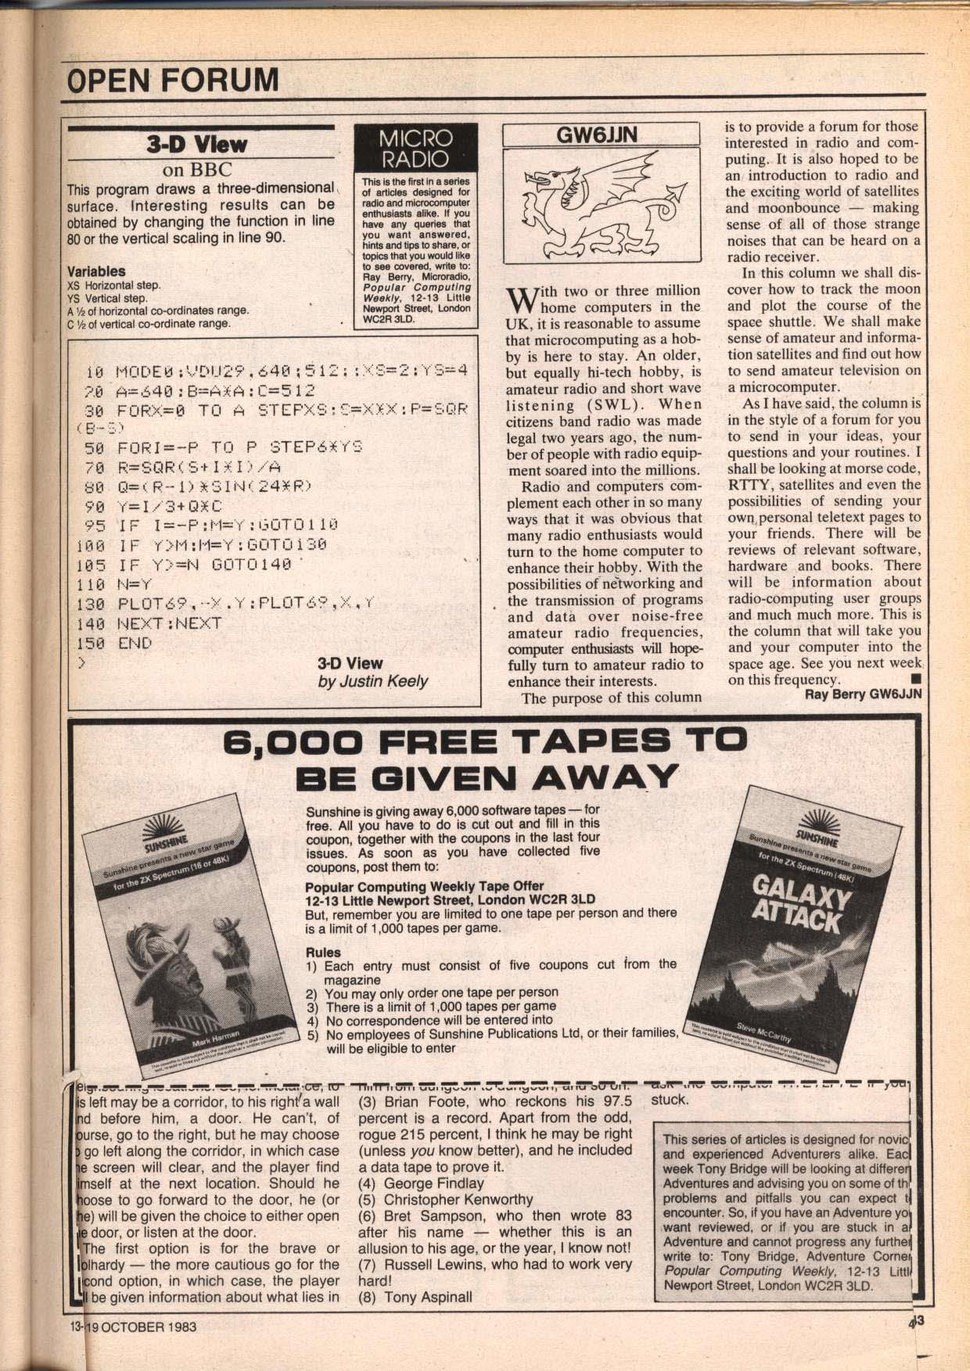 OPEN FORUM
3-D View
on BBC
This program draws a three-dimensional
surface. Interesting results can be
obtained by changing the function in line
80 or the vertical scaling in line 90.
Variables
XS Horizontal step.
YS Vertical step.
A ½ of horizontal co-ordinates range.
C ½ of vertical co-ordinate range.
MICRO
RADIO
This is the first in a series
of articles designed for
radio and microcomputer
enthusiasts alike. If you
have any queries that
you want answered,
hints and tips to share, or
topics that you would like
to see covered, write to:
Ray Berry, Microradio,
Popular Computing
Weekly, 12-13 Little
Newport Street, London
WC2R 3LD.
10 MODE0:VDU29,640;512;:XS=2:YS=4
20 A=640:B=A*A:C=512
30 FORX=0 TO A STEPXS:S=X*X:P=SQR
(B-S)
50 FORI=-P TO P STEP6*YS
70 R=SQR(S+I*I)/A
80 Q=(R-1)*SIN(24*R)
90 Y=I/3+Q*C
95 IF I=-P:M=Y:GOTO110
100 IF Y>M:M=Y:GOTO130
105 IF Y>=N GOTO140
110 N=Y
130 PLOT69,-X,Y:PLOT69,X,Y
140 NEXT:NEXT
150 END
>
3-D View
by Justin Keely
GW6JJN
With two or three million
home computers in the
UK, it is reasonable to assume
that microcomputing as a hob-
by is here to stay. An older,
but equally hi-tech hobby, is
amateur radio and short wave
listening (SWL). When
citizens band radio was made
legal two years ago, the num-
ber of people with radio equip-
ment soared into the millions.
Radio and computers com-
plement each other in so many
ways that it was obvious that
many radio enthusiasts would
turn to the home computer to
enhance their hobby. With the
possibilities of networking and
the transmission of programs
and data over noise-free
amateur radio frequencies,
computer enthusiasts will hope-
fully turn to amateur radio to
enhance their interests.
The purpose of this column
is to provide a forum for those
interested in radio and com-
puting. It is also hoped to be
an introduction to radio and
the exciting world of satellites
and moonbounce — making
sense of all of those strange
noises that can be heard on a
radio receiver.
In this column we shall dis-
cover how to track the moon
and plot the course of the
space shuttle. We shall make
sense of amateur and informa-
tion satellites and find out how
to send amateur television on
a microcomputer.
As I have said, the column is
in the style of a forum for you
to send in your ideas, your
questions and your routines. I
shall be looking at morse code,
RTTY, satellites and even the
possibilities of sending your
own personal teletext pages to
your friends. There will be
reviews of relevant software,
hardware and books. There
will be information about
radio-computing user groups
and much much more. This is
the column that will take you
and your computer into the
space age. See you next week
on this frequency. ■
Ray Berry GW6JJN
6,000 FREE TAPES TO
BE GIVEN AWAY
SUNSHINE
Sunshine presents a new star game
for the ZX Spectrum (16 or 48K)
Mark Harman
Sunshine is giving away 6,000 software tapes — for
free. All you have to do is cut out and fill in this
coupon, together with the coupons in the last four
issues. As soon as you have collected five
coupons, post them to:
Popular Computing Weekly Tape Offer
12-13 Little Newport Street, London WC2R 3LD
But, remember you are limited to one tape per person and there
is a limit of 1,000 tapes per game.
Rules
1) Each entry must consist of five coupons cut from the
magazine
2) You may only order one tape per person
3) There is a limit of 1,000 tapes per game
4) No correspondence will be entered into
5) No employees of Sunshine Publications Ltd, or their families,
will be eligible to enter
SUNSHINE
Sunshine presents a new star game
for the ZX Spectrum (48K)
GALAXY
ATTACK
Steve McCarthy
is left may be a corridor, to his right a wall
nd before him, a door. He can't, of
ourse, go to the right, but he may choose
go left along the corridor, in which case
e screen will clear, and the player find
imself at the next location. Should he
hoose to go forward to the door, he (or
he) will be given the choice to either open
e door, or listen at the door.
The first option is for the brave or
olhardy — the more cautious go for the
cond option, in which case, the player
ll be given information about what lies in
him from dungeon to dungeon, and so on.
(3) Brian Foote, who reckons his 97.5
percent is a record. Apart from the odd,
rogue 215 percent, I think he may be right
(unless you know better), and he included
a data tape to prove it.
(4) George Findlay
(5) Christopher Kenworthy
(6) Bret Sampson, who then wrote 83
after his name — whether this is an
allusion to his age, or the year, I know not!
(7) Russell Lewins, who had to work very
hard!
(8) Tony Aspinall
stuck.
This series of articles is designed for novic
and experienced Adventurers alike. Eac
week Tony Bridge will be looking at differen
Adventures and advising you on some of th
problems and pitfalls you can expect t
encounter. So, if you have an Adventure yo
want reviewed, or if you are stuck in a
Adventure and cannot progress any furthe
write to: Tony Bridge, Adventure Corne
Popular Computing Weekly, 12-13 Littl
Newport Street, London WC2R 3LD.
13-19 OCTOBER 1983
43